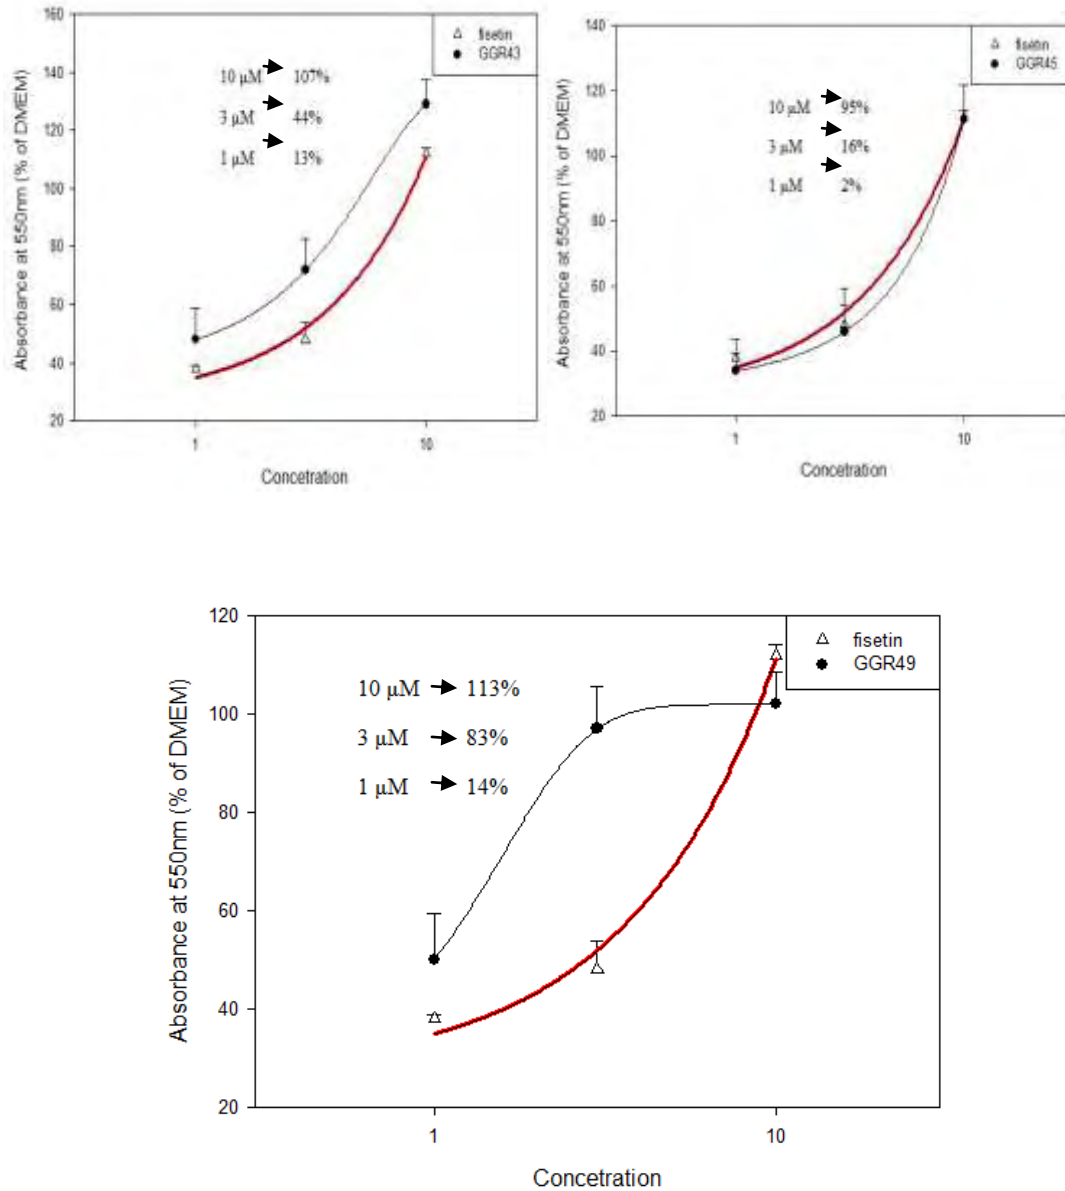 160
140
120
100
80
60
40
20
Absorbance at 550nm (% of DMEM)
△ fisetin
● GGR43
10 µM ➤ 107%
3 µM ➤ 44%
1 µM ➤ 13%
1 10
Concetration
140
120
100
80
60
40
20
Absorbance at 550nm (% of DMEM)
△ fisetin
● GGR45
10 µM ➤ 95%
3 µM ➤ 16%
1 µM ➤ 2%
1 10
Concetration
120
100
80
60
40
20
Absorbance at 550nm (% of DMEM)
△ fisetin
● GGR49
10 µM ➤ 113%
3 µM ➤ 83%
1 µM ➤ 14%
1 10
Concetration